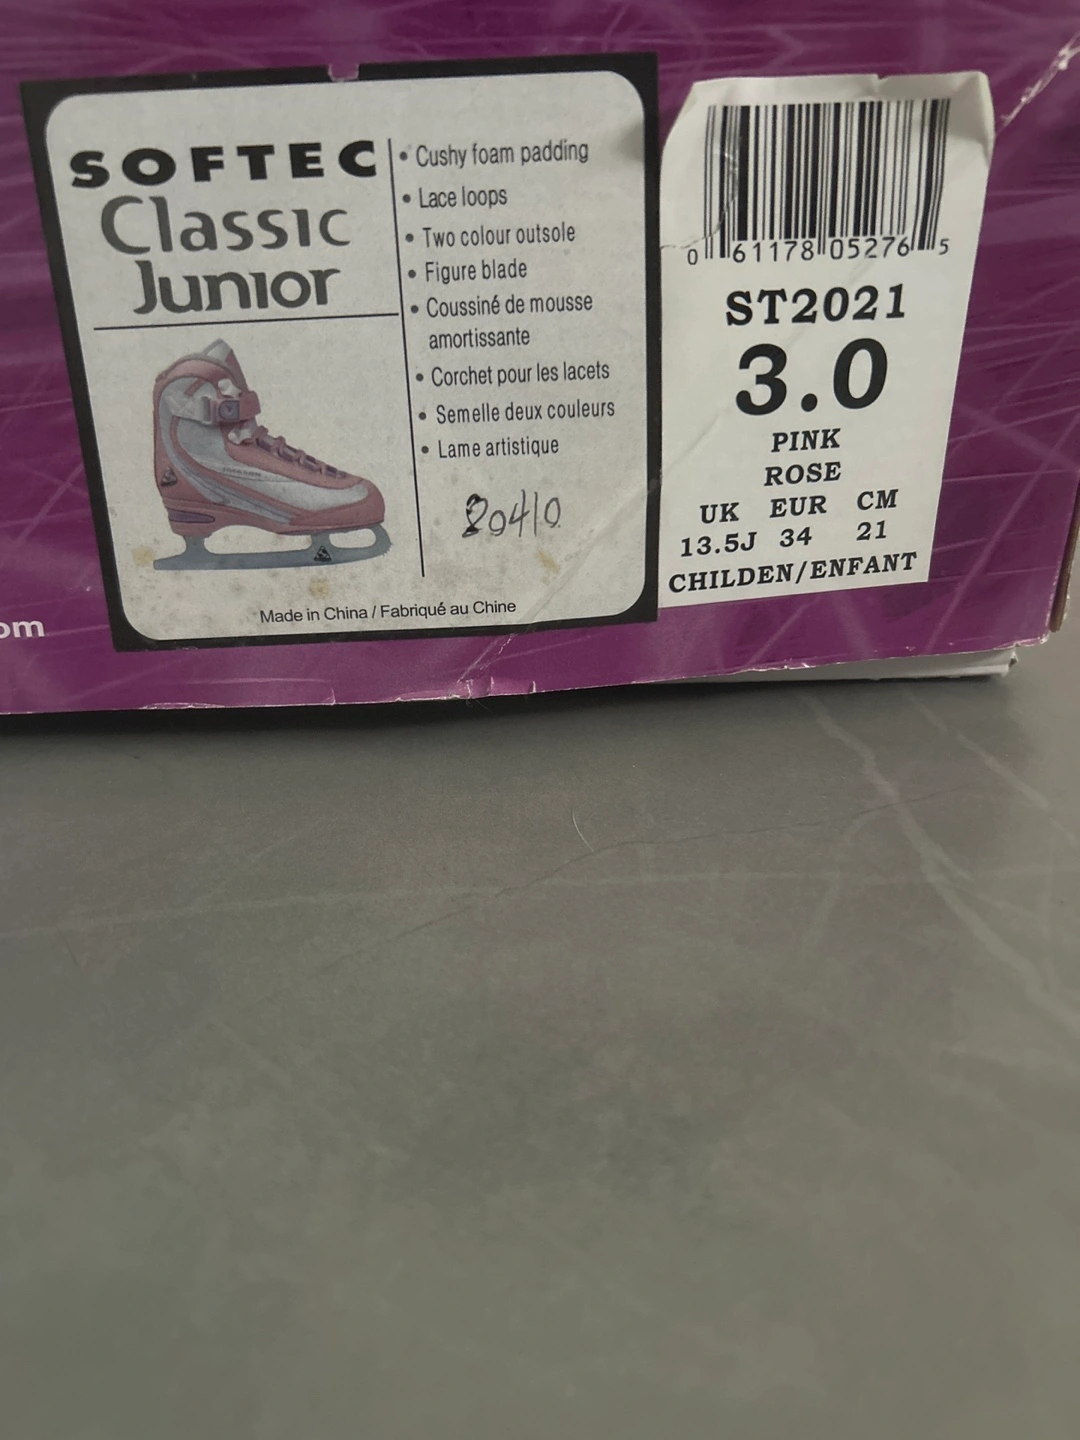 SOFTEC
Classic
Junior
• Cushy foam padding
• Lace loops
• Two colour outsole
• Figure blade
• Coussiné de mousse
amortissante
• Corchet pour les lacets
• Semelle deux couleurs
• Lame artistique
20410
Made in China / Fabriqué au Chine
0 61178 05276 5
ST2021
3.0
PINK
ROSE
UK EUR CM
13.5J 34 21
CHILDEN/ENFANT
om